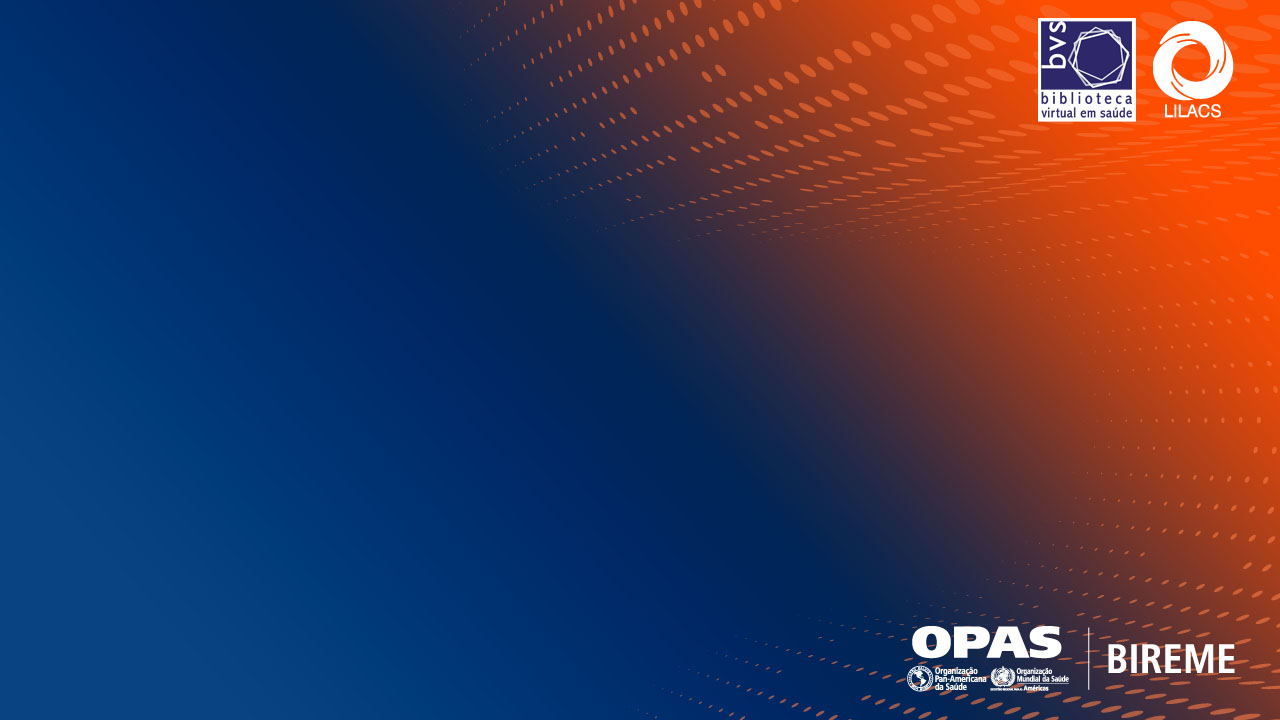 bvs
biblioteca
virtual em saúde
LILACS
OPAS
Organização
Pan-Americana
da Saúde
Organização
Mundial da Saúde
Américas
BIREME